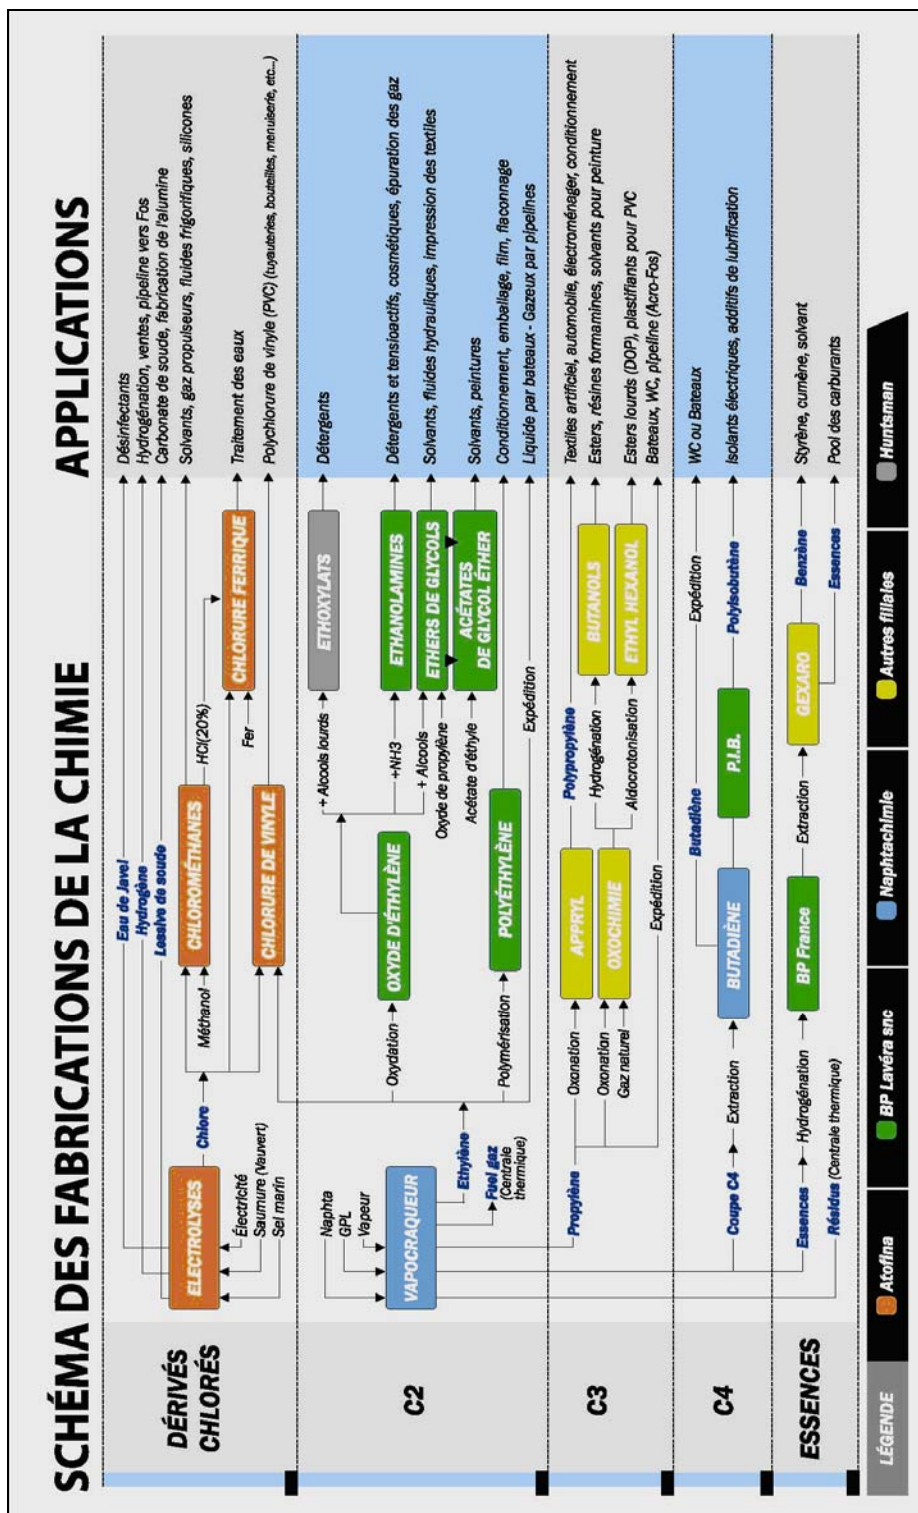 SCHÉMA DES FABRICATIONS DE LA CHIMIE
APPLICATIONS
DÉRIVÉS
CHLORÉS
ELECTROLYSES
Électricité
Saumure (Vauvert)
Sel marin
Eau de Javel
Hydrogène
Lessive de soude
Chlore
Méthanol
CHLOROMÉTHANES
HCl(20%)
CHLORURE FERRIQUE
Fer
CHLORURE DE VINYLE
Désinfectants
Hydrogénation, ventes, pipeline vers Fos
Carbonate de soude, fabrication de l'alumine
Solvants, gaz propulseurs, fluides frigorifiques, silicones
Traitement des eaux
Polychlorure de vinyle (PVC) (tuyauteries, bouteilles, menuiserie, etc...)
C2
Naphta
GPL
Vapeur
VAPOCRAQUEUR
Ethylène
Fuel gaz
(Centrale
thermique)
Oxydation
OXYDE D'ÉTHYLÈNE
Polymérisation
POLYÉTHYLÈNE
+ Alcools lourds
+NH3
+ Alcools
Oxyde de propylène
Acétate d'éthyle
Expédition
ETHOXYLATS
ETHANOLAMINES
ETHERS DE GLYCOLS
ACÉTATES
DE GLYCOL ÉTHER
Détergents
Détergents et tensioactifs, cosmétiques, épuration des gaz
Solvants, fluides hydrauliques, impression des textiles
Solvants, peintures
Conditionnement, emballage, film, flaconnage
Liquide par bateaux - Gazeux par pipelines
C3
Propylène
Oxonation
Oxonation
Gaz naturel
APPRYL
OXOCHIMIE
Polypropylène
Hydrogénation
Aldocrotonisation
Expédition
BUTANOLS
ETHYL HEXANOL
Textiles artificiel, automobile, électroménager, conditionnement
Esters, résines formamines, solvants pour peinture
Esters lourds (DOP), plastifiants pour PVC
Bateaux, WC, pipeline (Acro-Fos)
C4
Coupe C4
Extraction
BUTADIÈNE
Butadiène
Expédition
P.I.B.
Polyisobutène
WC ou Bateaux
Isolants électriques, additifs de lubrification
ESSENCES
Essences
Hydrogénation
Résidus (Centrale thermique)
BP France
Extraction
GEXARO
Benzène
Essences
Styrène, cumène, solvant
Pool des carburants
LÉGENDE
Atofina
BP Lavéra snc
Naphtachimie
Autres filiales
Huntsman